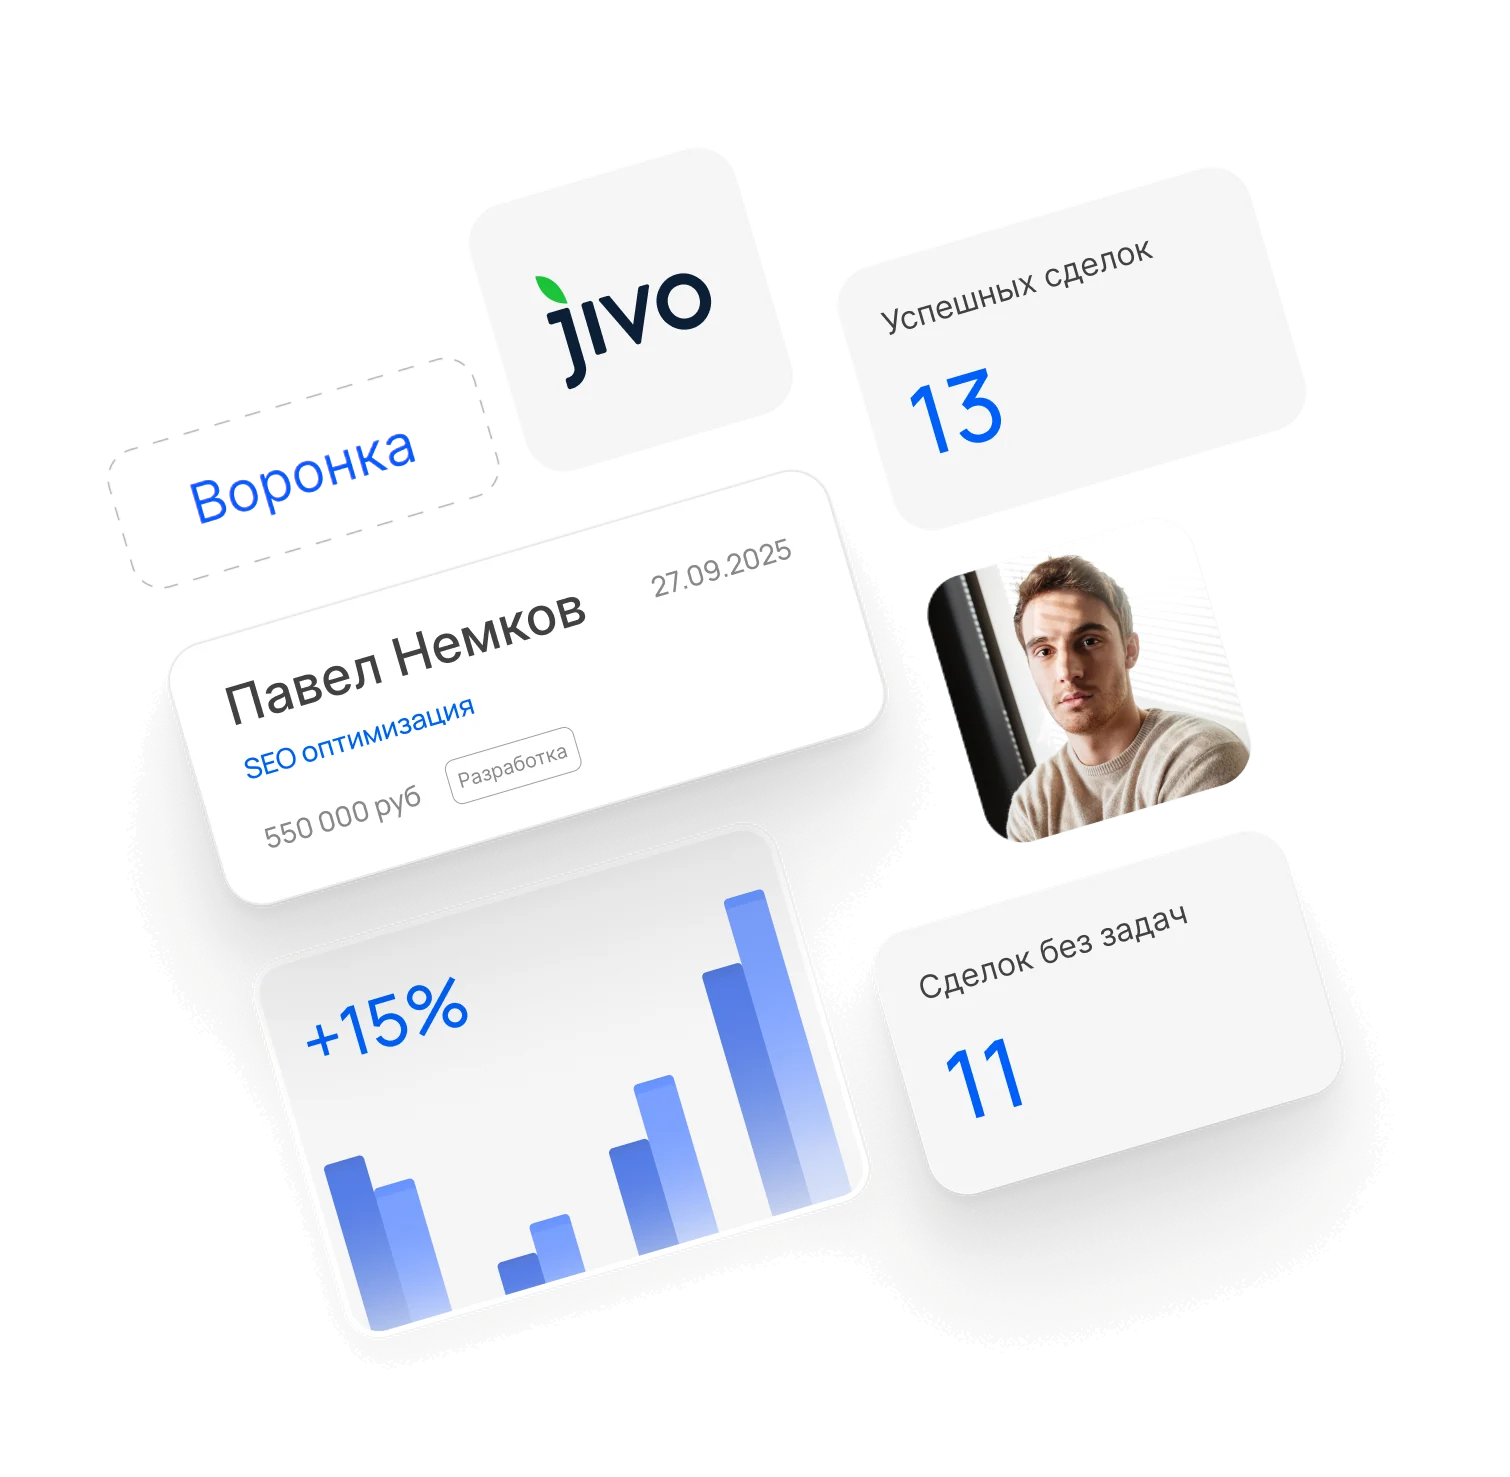 jivo
Успешных сделок
13
Воронка
Павел Немков
27.09.2025
SEO оптимизация
550 000 руб
Разработка
+15%
Сделок без задач
11